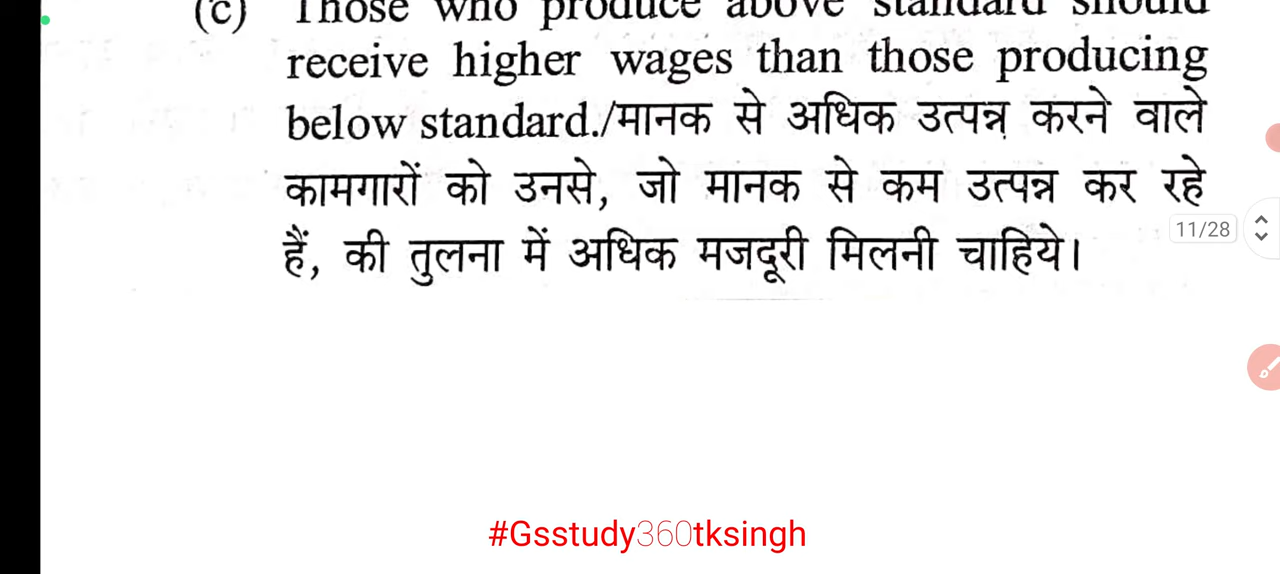 (c) Those who produce above standard should
receive higher wages than those producing
below standard./मानक से अधिक उत्पन्न करने वाले
कामगारों को उनसे, जो मानक से कम उत्पन्न कर रहे
हैं, की तुलना में अधिक मजदूरी मिलनी चाहिये।
11/28
#Gsstudy360tksingh